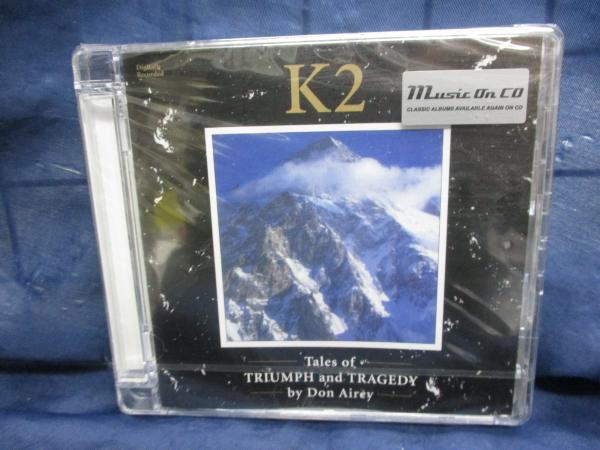 Digitally
Recorded
K2
Music On CD
CLASSIC ALBUMS AVAILABLE AGAIN ON CD
Tales of
TRIUMPH and TRAGEDY
by Don Airey